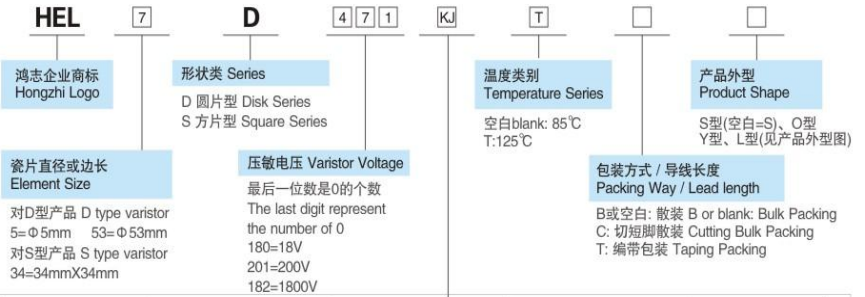 HEL 7 D 471 KJ T
鸿志企业商标
Hongzhi Logo
形状类 Series
D 圆片型 Disk Series
S 方片型 Square Series
温度类别
Temperature Series
空白blank: 85℃
T:125℃
产品外型
Product Shape
S型(空白=S)、O型
Y型、L型(见产品外型图)
瓷片直径或边长
Element Size
对D型产品 D type varistor
5=Φ5mm 53=Φ53mm
对S型产品 S type varistor
34=34mmX34mm
压敏电压 Varistor Voltage
最后一位数是0的个数
The last digit represent
the number of 0
180=18V
201=200V
182=1800V
包装方式 / 导线长度
Packing Way / Lead length
B或空白: 散装 B or blank: Bulk Packing
C: 切短脚散装 Cutting Bulk Packing
T: 编带包装 Taping Packing